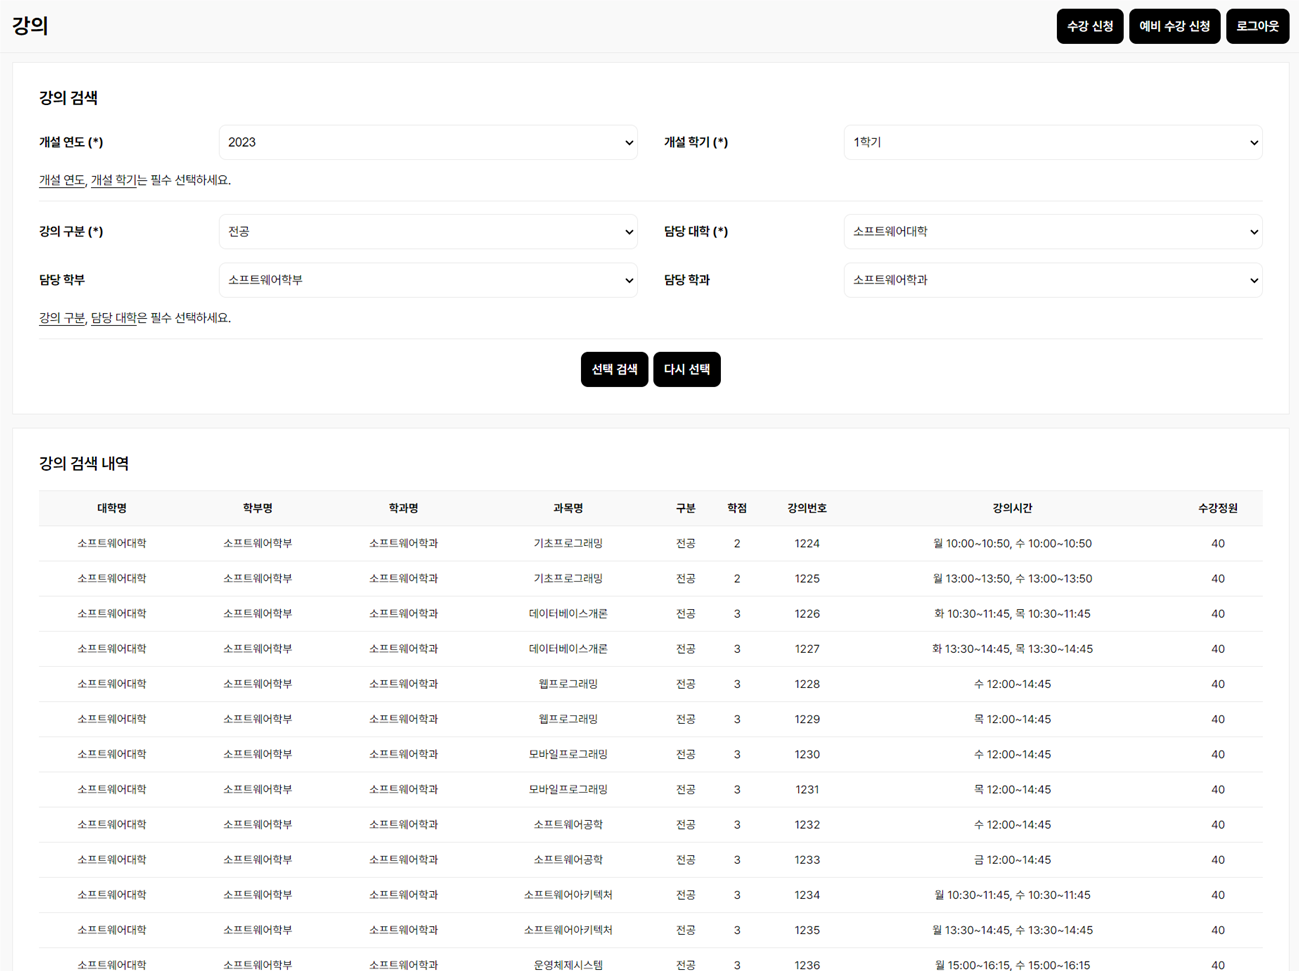 강의
수강 신청
예비 수강 신청
로그아웃
강의 검색
개설 연도 (*) 2023 개설 학기 (*) 1학기
개설 연도, 개설 학기는 필수 선택하세요.
강의 구분 (*) 전공 담당 대학 (*) 소프트웨어대학
담당 학부 소프트웨어학부 담당 학과 소프트웨어학과
강의 구분, 담당 대학은 필수 선택하세요.
선택 검색 다시 선택
강의 검색 내역
대학명 학부명 학과명 과목명 구분 학점 강의번호 강의시간 수강정원
소프트웨어대학 소프트웨어학부 소프트웨어학과 기초프로그래밍 전공 2 1224 월 10:00~10:50, 수 10:00~10:50 40
소프트웨어대학 소프트웨어학부 소프트웨어학과 기초프로그래밍 전공 2 1225 월 13:00~13:50, 수 13:00~13:50 40
소프트웨어대학 소프트웨어학부 소프트웨어학과 데이터베이스개론 전공 3 1226 화 10:30~11:45, 목 10:30~11:45 40
소프트웨어대학 소프트웨어학부 소프트웨어학과 데이터베이스개론 전공 3 1227 화 13:30~14:45, 목 13:30~14:45 40
소프트웨어대학 소프트웨어학부 소프트웨어학과 웹프로그래밍 전공 3 1228 수 12:00~14:45 40
소프트웨어대학 소프트웨어학부 소프트웨어학과 웹프로그래밍 전공 3 1229 목 12:00~14:45 40
소프트웨어대학 소프트웨어학부 소프트웨어학과 모바일프로그래밍 전공 3 1230 수 12:00~14:45 40
소프트웨어대학 소프트웨어학부 소프트웨어학과 모바일프로그래밍 전공 3 1231 목 12:00~14:45 40
소프트웨어대학 소프트웨어학부 소프트웨어학과 소프트웨어공학 전공 3 1232 수 12:00~14:45 40
소프트웨어대학 소프트웨어학부 소프트웨어학과 소프트웨어공학 전공 3 1233 금 12:00~14:45 40
소프트웨어대학 소프트웨어학부 소프트웨어학과 소프트웨어아키텍처 전공 3 1234 월 10:30~11:45, 수 10:30~11:45 40
소프트웨어대학 소프트웨어학부 소프트웨어학과 소프트웨어아키텍처 전공 3 1235 월 13:30~14:45, 수 13:30~14:45 40
소프트웨어대학 소프트웨어학부 소프트웨어학과 운영체제시스템 전공 3 1236 월 15:00~16:15, 수 15:00~16:15 40